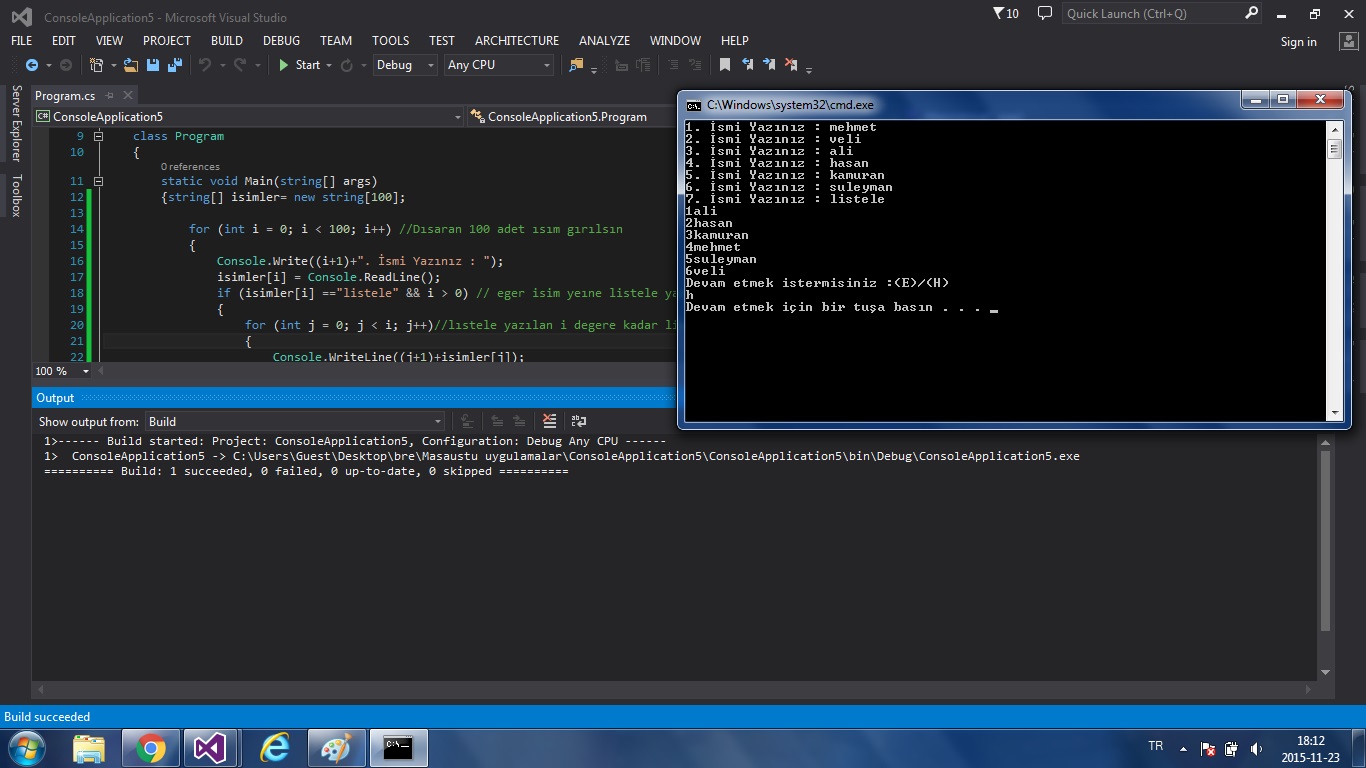 ConsoleApplication5 - Microsoft Visual Studio
10
Quick Launch (Ctrl+Q)
FILE EDIT VIEW PROJECT BUILD DEBUG TEAM TOOLS TEST ARCHITECTURE ANALYZE WINDOW HELP
Sign in
Start Debug Any CPU
Server Explorer
Toolbox
Program.cs
C# ConsoleApplication5 ConsoleApplication5.Program
9 class Program
10 {
0 references
11 static void Main(string[] args)
12 {string[] isimler= new string[100];
13
14 for (int i = 0; i < 100; i++) //Dısaran 100 adet ısım gırılsın
15 {
16 Console.Write((i+1)+". İsmi Yazınız : ");
17 isimler[i] = Console.ReadLine();
18 if (isimler[i] =="listele" && i > 0) // eger isim yeıne listele ya
19 {
20 for (int j = 0; j < i; j++)//lıstele yazılan i degere kadar li
21 {
22 Console.WriteLine((j+1)+isimler[j]);
100 %
C:\Windows\system32\cmd.exe
1. İsmi Yazınız : mehmet
2. İsmi Yazınız : veli
3. İsmi Yazınız : ali
4. İsmi Yazınız : hasan
5. İsmi Yazınız : kamuran
6. İsmi Yazınız : suleyman
7. İsmi Yazınız : listele
1ali
2hasan
3kamuran
4mehmet
5suleyman
6veli
Devam etmek istermisiniz :(E)/(H)
h
Devam etmek için bir tuşa basın . . .
Output
Show output from: Build
1>------ Build started: Project: ConsoleApplication5, Configuration: Debug Any CPU ------
1> ConsoleApplication5 -> C:\Users\Guest\Desktop\bre\Masaustu uygulamalar\ConsoleApplication5\ConsoleApplication5\bin\Debug\ConsoleApplication5.exe
========== Build: 1 succeeded, 0 failed, 0 up-to-date, 0 skipped ==========
Build succeeded
TR
18:12
2015-11-23